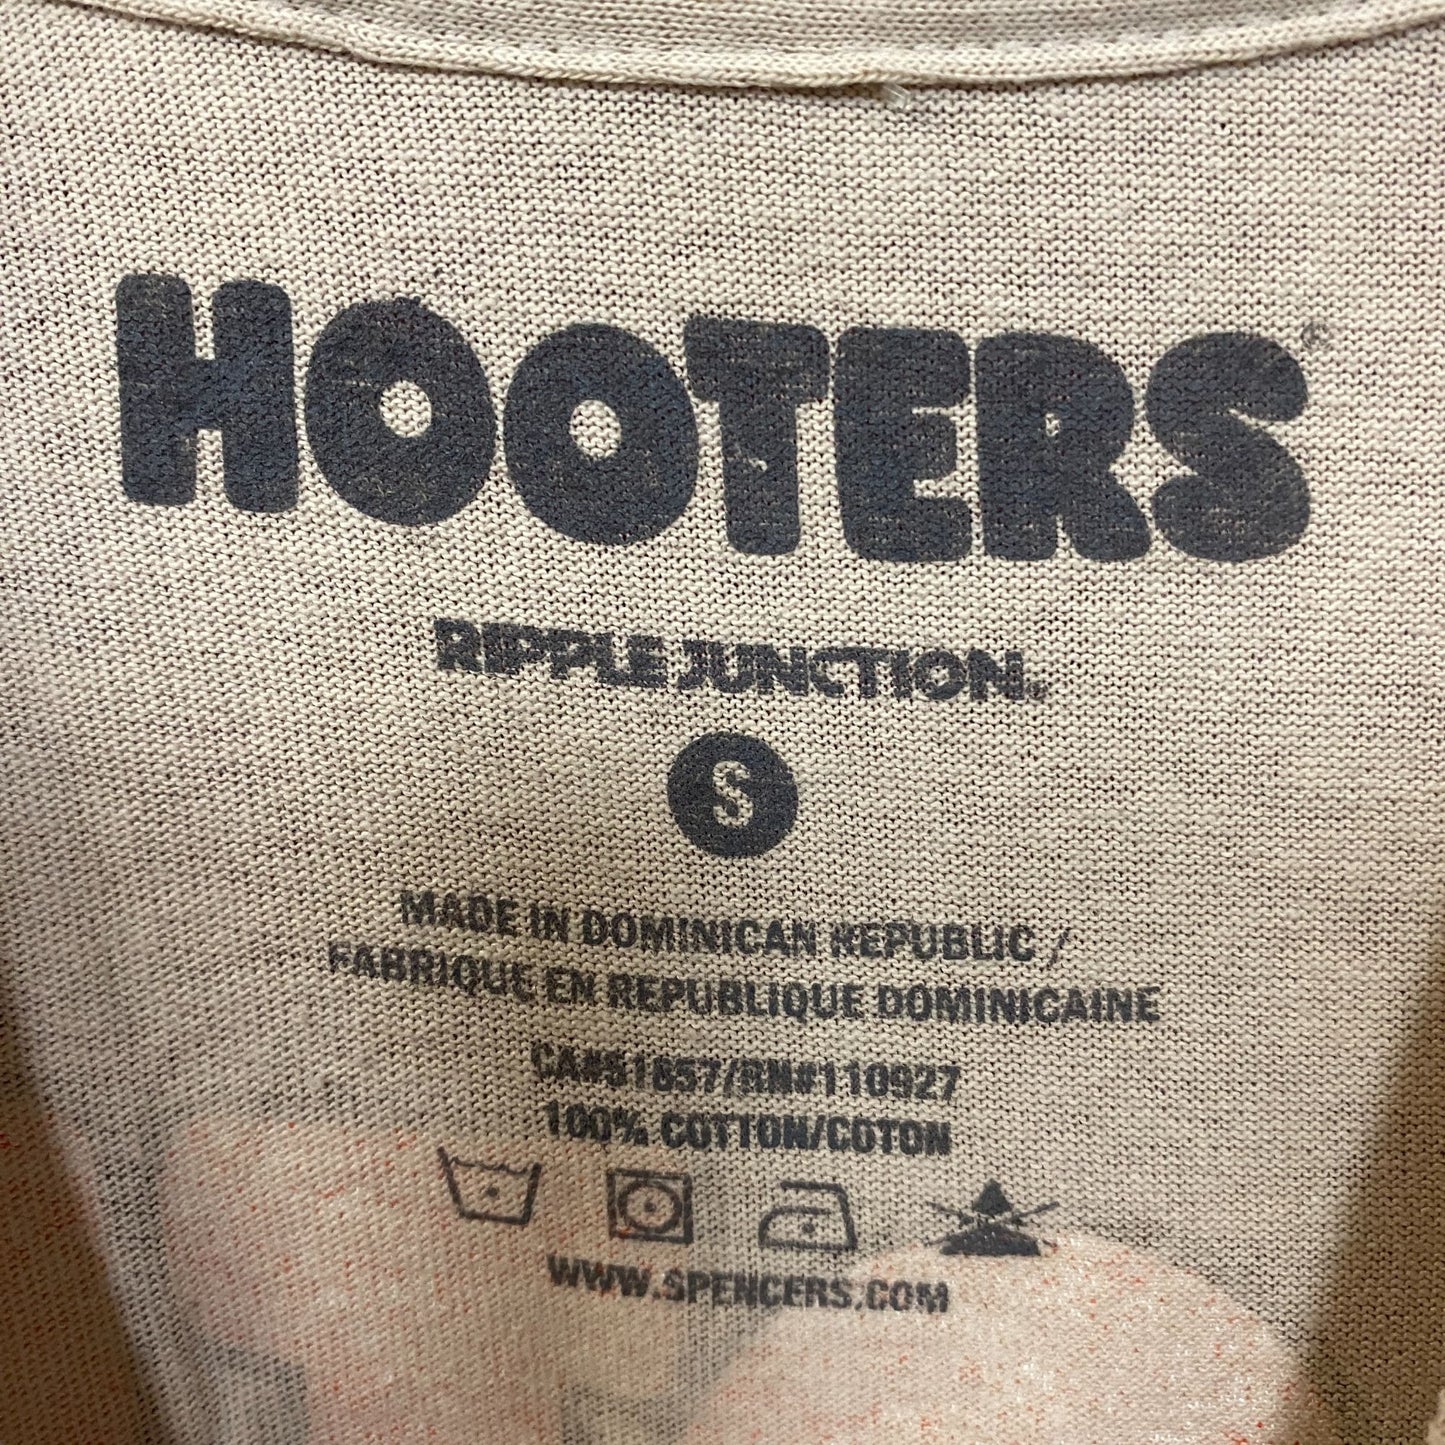 HOOTERS®
RIPPLE JUNCTION®
S
MADE IN DOMINICAN REPUBLIC /
FABRIQUE EN REPUBLIQUE DOMINICAINE
CA#51657/RN#110927
100% COTTON/COTON
WWW.SPENCERS.COM